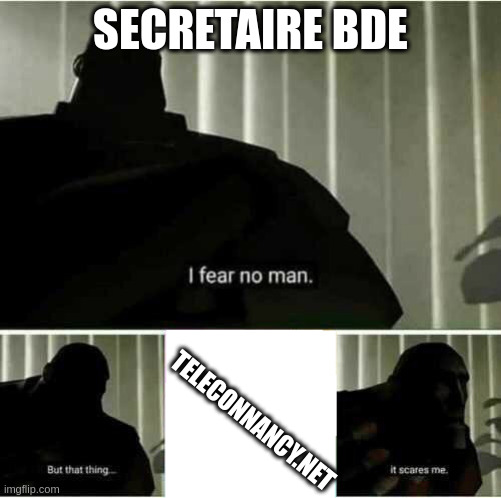 SECRETAIRE BDE
I fear no man.
But that thing...
TELECONNANCY.NET
it scares me.
imgflip.com